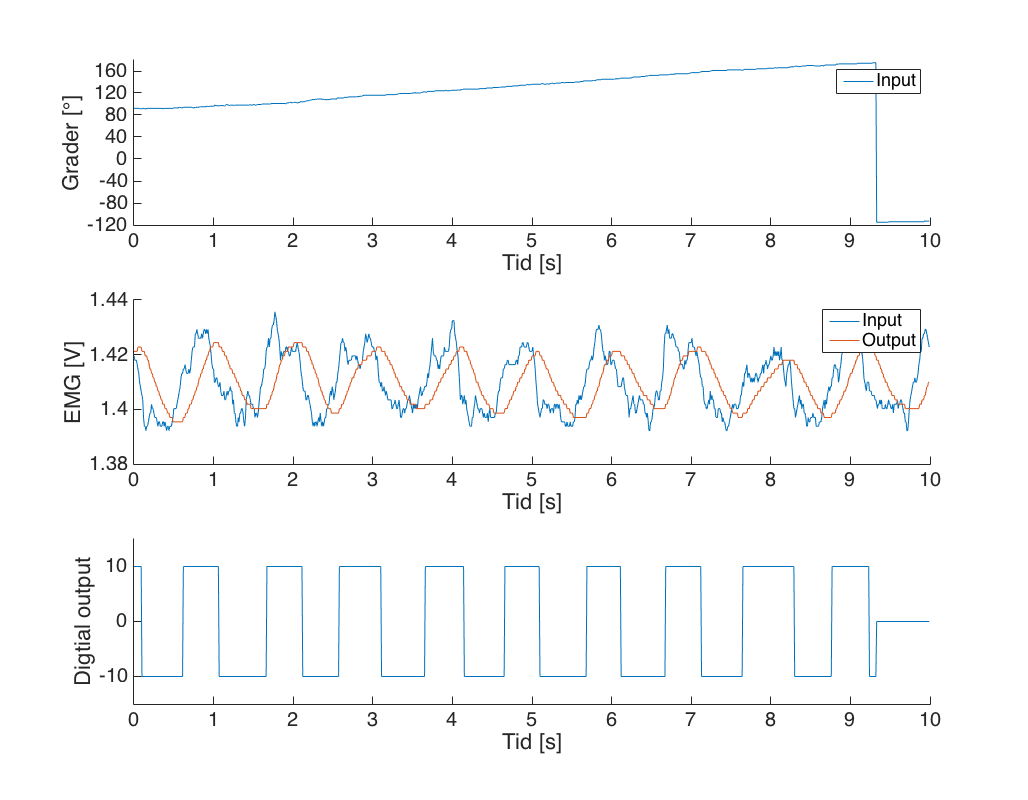 160
120
80
40
0
-40
-80
-120
Grader [°]
Input
0 1 2 3 4 5 6 7 8 9 10
Tid [s]
1.44
1.42
1.4
1.38
EMG [V]
Input
Output
0 1 2 3 4 5 6 7 8 9 10
Tid [s]
10
0
-10
Digtial output
0 1 2 3 4 5 6 7 8 9 10
Tid [s]